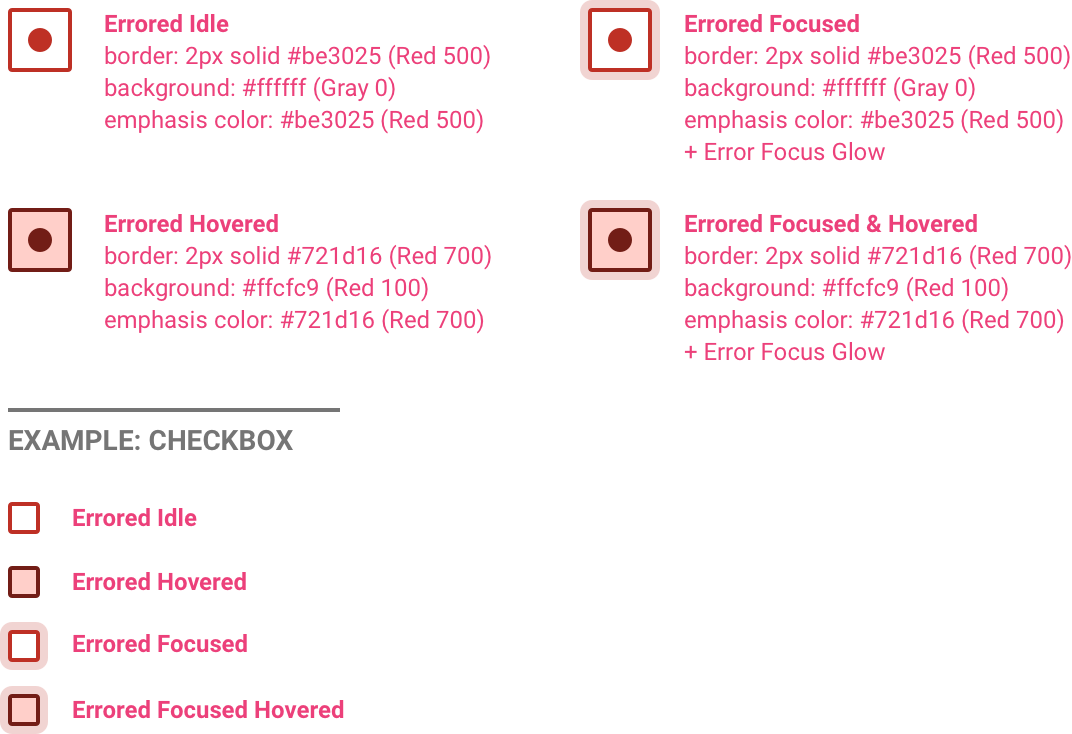 Errored Idle
border: 2px solid #be3025 (Red 500)
background: #ffffff (Gray 0)
emphasis color: #be3025 (Red 500)
Errored Focused
border: 2px solid #be3025 (Red 500)
background: #ffffff (Gray 0)
emphasis color: #be3025 (Red 500)
+ Error Focus Glow
Errored Hovered
border: 2px solid #721d16 (Red 700)
background: #ffcfc9 (Red 100)
emphasis color: #721d16 (Red 700)
Errored Focused & Hovered
border: 2px solid #721d16 (Red 700)
background: #ffcfc9 (Red 100)
emphasis color: #721d16 (Red 700)
+ Error Focus Glow
EXAMPLE: CHECKBOX
Errored Idle
Errored Hovered
Errored Focused
Errored Focused Hovered